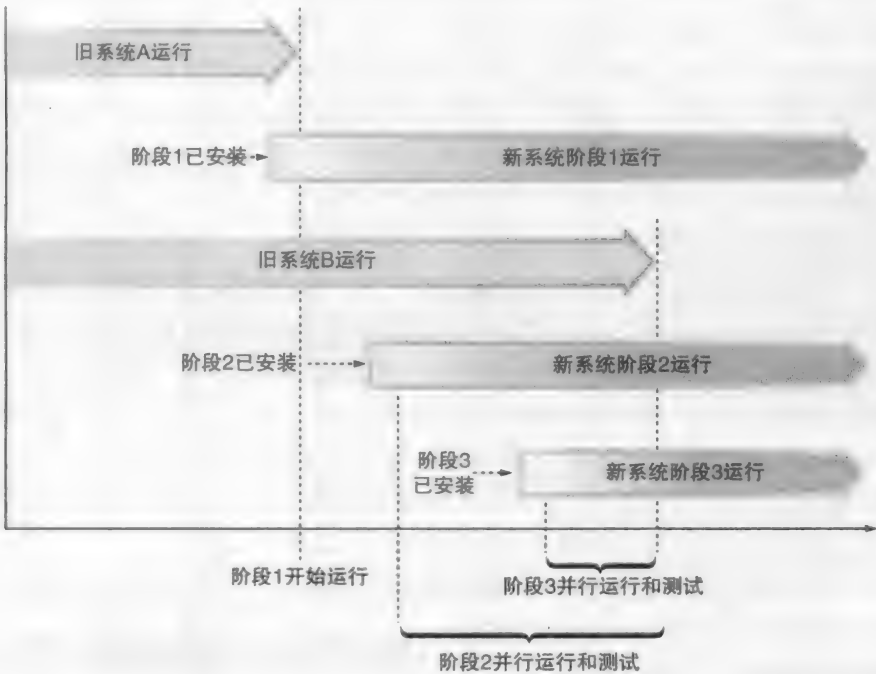 旧系统A运行
阶段1已安装
新系统阶段1运行
旧系统B运行
阶段2已安装
新系统阶段2运行
阶段3
已安装
新系统阶段3运行
阶段1开始运行
阶段3并行运行和测试
阶段2并行运行和测试